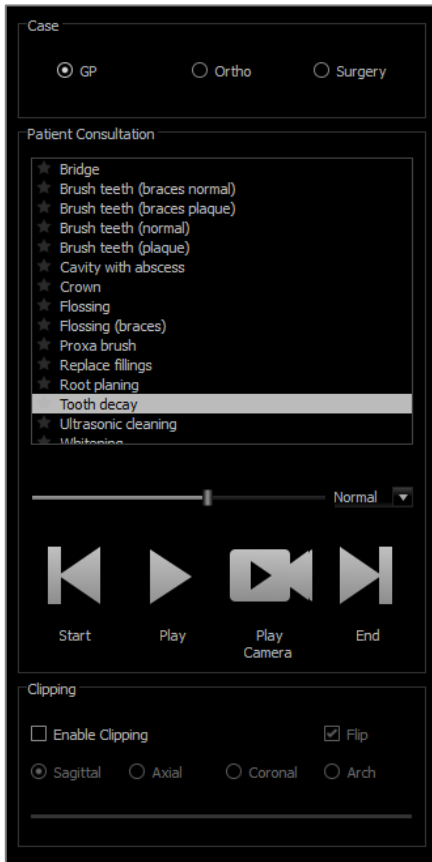 Case
GP
Ortho
Surgery
Patient Consultation
Bridge
Brush teeth (braces normal)
Brush teeth (braces plaque)
Brush teeth (normal)
Brush teeth (plaque)
Cavity with abscess
Crown
Flossing
Flossing (braces)
Proxa brush
Replace fillings
Root planing
Tooth decay
Ultrasonic cleaning
Whitening
Normal
Start
Play
Play
Camera
End
Clipping
Enable Clipping
Flip
Sagittal
Axial
Coronal
Arch